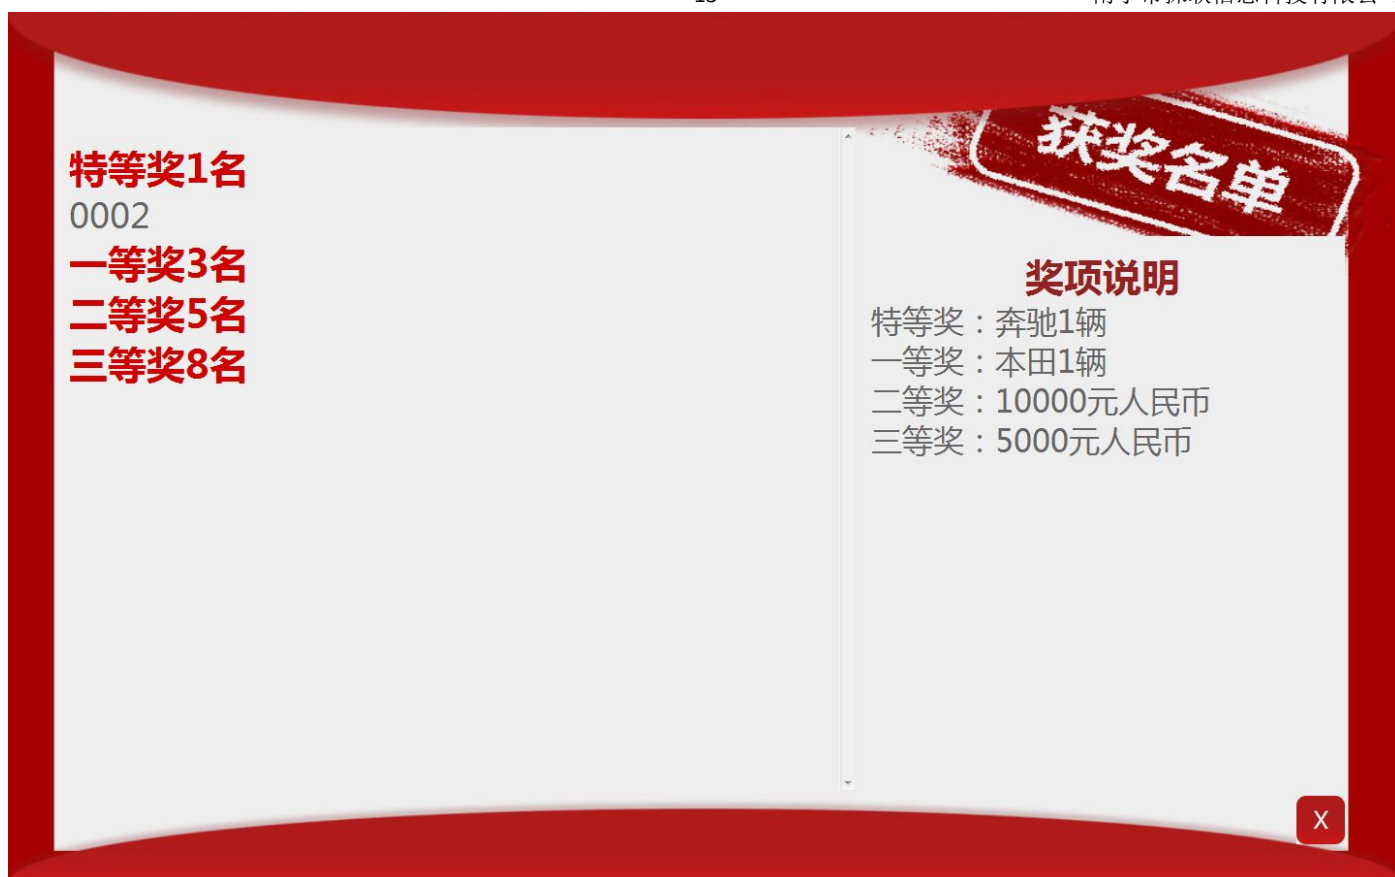 特等奖1名
0002
一等奖3名
二等奖5名
三等奖8名
获奖名单
奖项说明
特等奖：奔驰1辆
一等奖：本田1辆
二等奖：10000元人民币
三等奖：5000元人民币
X